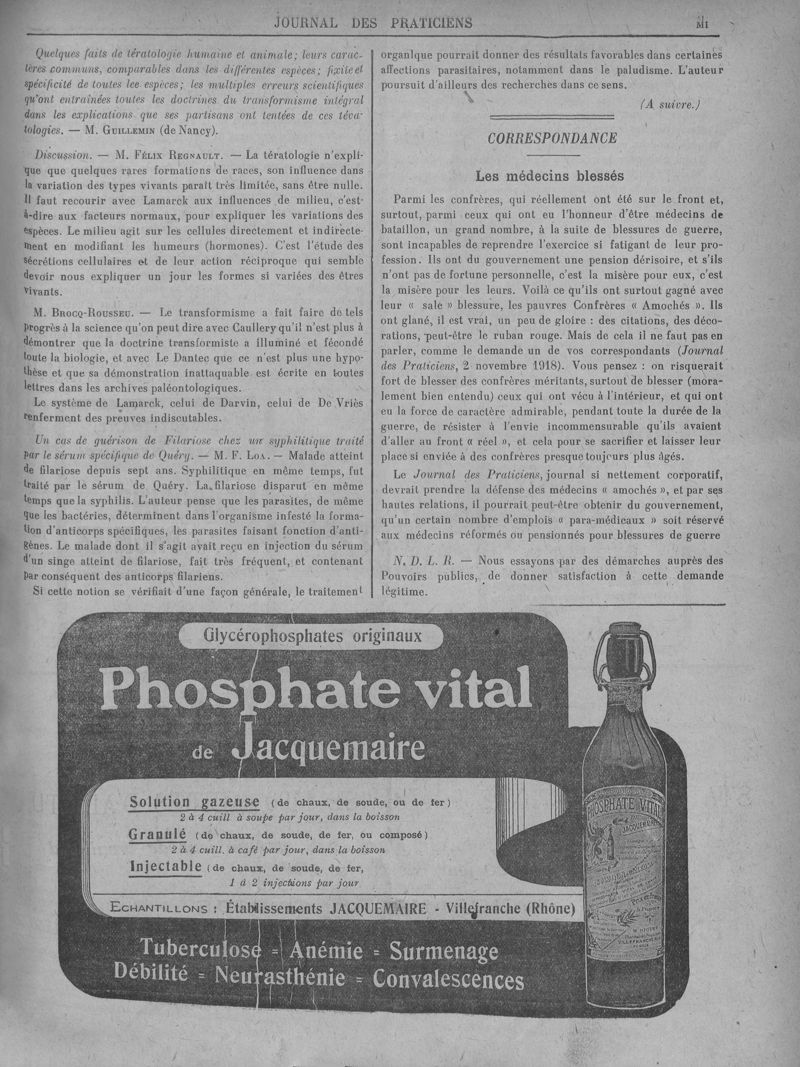 JOURNAL DES PRATICIENS
Quelques faits de tératologie humaine et animale; leurs carac-
tères communs, comparables dans les différentes espèces; fixité et
spécificité de toutes les espèces; les multiples erreurs scientifiques
qu'ont entraînées toutes les doctrines du transformisme intégral
dans les explications que ses partisans ont tentées de ces téra-
tologies. — M. GUILLEMIN (de Nancy).
Discussion. — M. FÉLIX REGNAULT. — La tératologie n'expli-
que que quelques rares formations de races, son influence dans
la variation des types vivants paraît très limitée, sans être nulle.
Il faut recourir avec Lamarck aux influences de milieu, c'est-
à-dire aux facteurs normaux, pour expliquer les variations des
espèces. Le milieu agit sur les cellules directement et indirecte-
ment en modifiant les humeurs (hormones). C'est l'étude des
sécrétions cellulaires et de leur action réciproque qui semble
devoir nous expliquer un jour les formes si variées des êtres
vivants.
M. BROCQ-ROUSSEU. — Le transformisme a fait faire de tels
progrès à la science qu'on peut dire avec Caullery qu'il n'est plus à
démontrer que la doctrine transformiste a illuminé et fécondé
toute la biologie, et avec Le Dantec que ce n'est plus une hypo-
thèse et que sa démonstration inattaquable est écrite en toutes
lettres dans les archives paléontologiques.
Le système de Lamarck, celui de Darvin, celui de De Vriès
renferment des preuves indiscutables.
Un cas de guérison de Filariose chez un syphilitique traité
par le sérum spécifique de Quéry. — M. F. LOA. — Malade atteint
de filariose depuis sept ans. Syphilitique en même temps, fut
traité par le sérum de Quéry. La filariose disparut en même
temps que la syphilis. L'auteur pense que les parasites, de même
que les bactéries, déterminent dans l'organisme infesté la forma-
tion d'anticorps spécifiques, les parasites faisant fonction d'anti-
gènes. Le malade dont il s'agit avait reçu en injection du sérum
d'un singe atteint de filariose, fait très fréquent, et contenant
par conséquent des anticorps filariens.
Si cette notion se vérifiait d'une façon générale, le traitement
organique pourrait donner des résultats favorables dans certaines
affections parasitaires, notamment dans le paludisme. L'auteur
poursuit d'ailleurs des recherches dans ce sens.
(A suivre.)
CORRESPONDANCE
Les médecins blessés
Parmi les confrères, qui réellement ont été sur le front et,
surtout, parmi ceux qui ont eu l'honneur d'être médecins de
bataillon, un grand nombre, à la suite de blessures de guerre,
sont incapables de reprendre l'exercice si fatigant de leur pro-
fession. Ils ont du gouvernement une pension dérisoire, et s'ils
n'ont pas de fortune personnelle, c'est la misère pour eux, c'est
la misère pour les leurs. Voilà ce qu'ils ont surtout gagné avec
leur « sale » blessure, les pauvres Confrères « Amochés ». Ils
ont glané, il est vrai, un peu de gloire : des citations, des déco-
rations, peut-être le ruban rouge. Mais de cela il ne faut pas en
parler, comme le demande un de vos correspondants (Journal
des Praticiens, 2 novembre 1918). Vous pensez : on risquerait
fort de blesser des confrères méritants, surtout de blesser (mora-
lement bien entendu) ceux qui ont vécu à l'intérieur, et qui ont
eu la force de caractère admirable, pendant toute la durée de la
guerre, de résister à l'envie incommensurable qu'ils avaient
d'aller au front « réel », et cela pour se sacrifier et laisser leur
place si enviée à des confrères presque toujours plus âgés.
Le Journal des Praticiens, journal si nettement corporatif,
devrait prendre la défense des médecins « amochés », et par ses
hautes relations, il pourrait peut-être obtenir du gouvernement,
qu'un certain nombre d'emplois « para-médicaux » soit réservé
aux médecins réformés ou pensionnés pour blessures de guerre
N. D. L. R. — Nous essayons par des démarches auprès des
Pouvoirs publics, de donner satisfaction à cette demande
légitime.
Glycérophosphates originaux
Phosphate vital
de Jacquemaire
Solution gazeuse (de chaux, de soude, ou de fer)
2 à 4 cuill à soupe par jour, dans la boisson
Granulé (de chaux, de soude, de fer, ou composé)
2 à 4 cuill. à café par jour, dans la boisson
Injectable (de chaux, de soude, de fer,
1 à 2 injections par jour
ECHANTILLONS : Établissements JACQUEMAIRE - Villefranche (Rhône)
Tuberculose = Anémie = Surmenage
Débilité = Neurasthénie = Convalescences
PHOSPHATE VITAL
JACQUEMAIRE